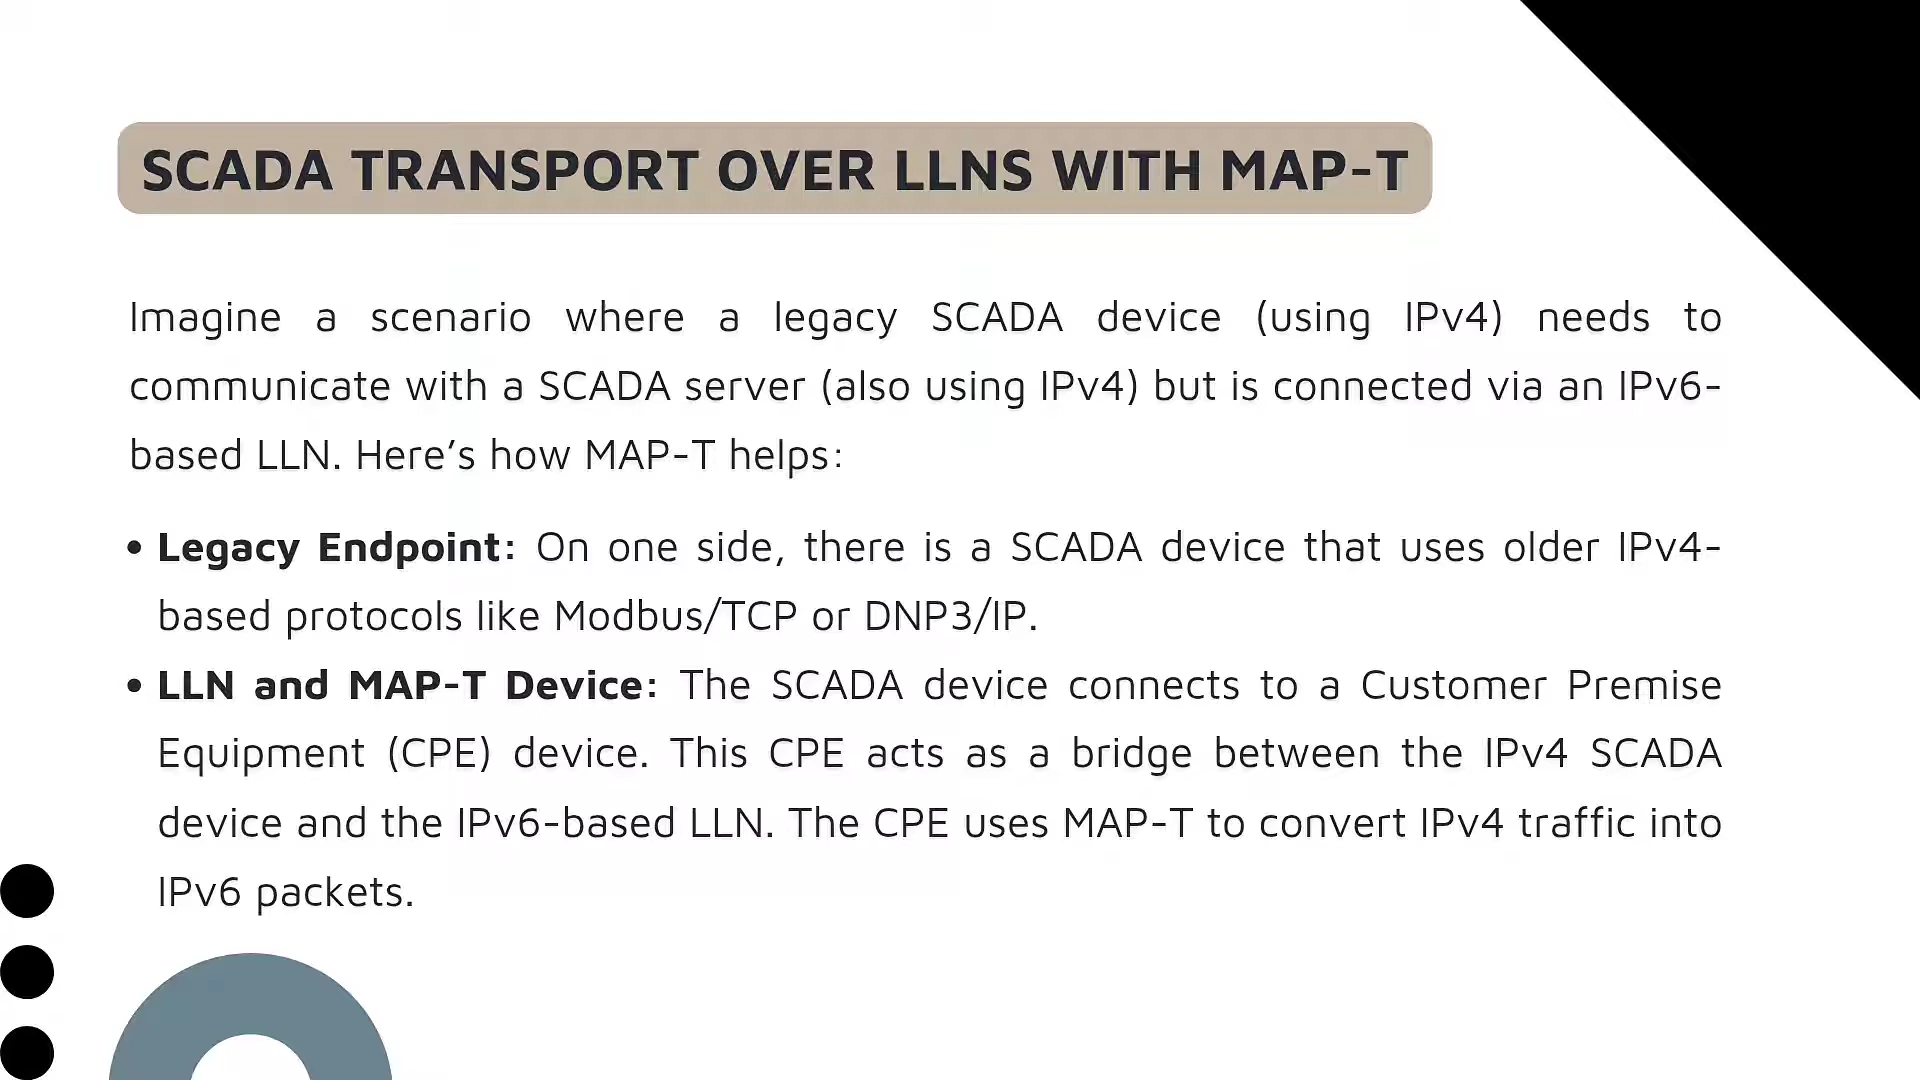 SCADA TRANSPORT OVER LLNS WITH MAP-T
Imagine a scenario where a legacy SCADA device (using IPv4) needs to
communicate with a SCADA server (also using IPv4) but is connected via an IPv6-
based LLN. Here’s how MAP-T helps:
• Legacy Endpoint: On one side, there is a SCADA device that uses older IPv4-
based protocols like Modbus/TCP or DNP3/IP.
• LLN and MAP-T Device: The SCADA device connects to a Customer Premise
Equipment (CPE) device. This CPE acts as a bridge between the IPv4 SCADA
device and the IPv6-based LLN. The CPE uses MAP-T to convert IPv4 traffic into
IPv6 packets.